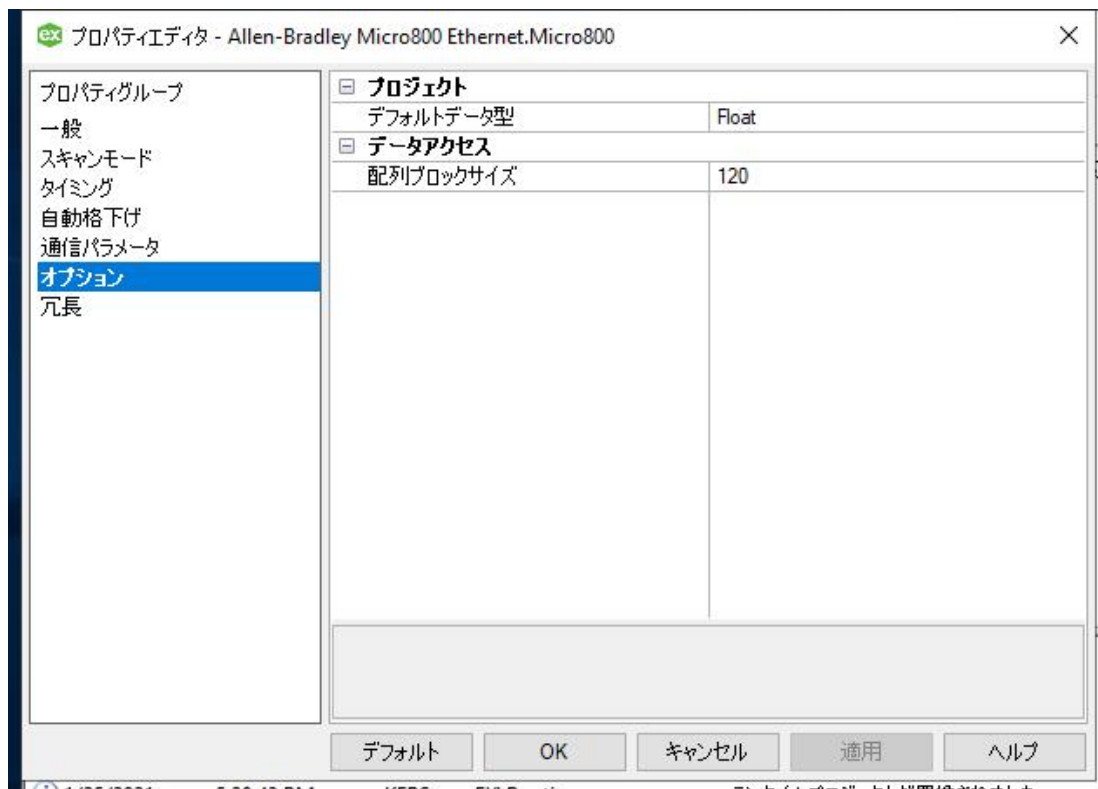 プロパティエディタ - Allen-Bradley Micro800 Ethernet.Micro800
プロパティグループ
一般
スキャンモード
タイミング
自動格下げ
通信パラメータ
オプション
冗長
プロジェクト
デフォルトデータ型 Float
データアクセス
配列ブロックサイズ 120
デフォルト OK キャンセル 適用 ヘルプ